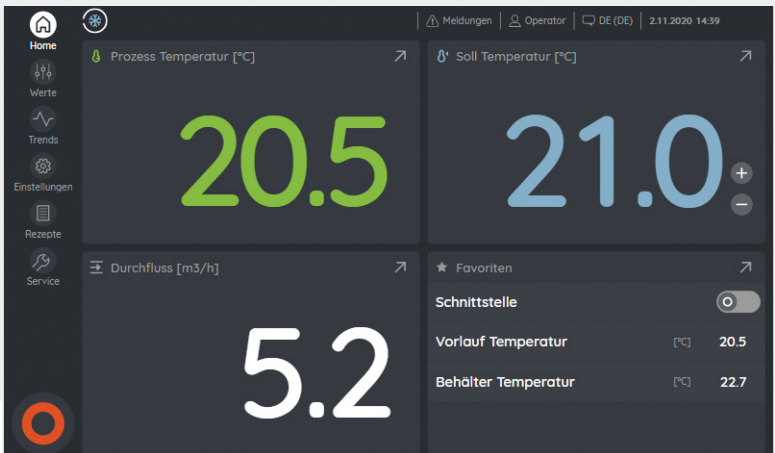 Meldungen
Operator
DE (DE)
2.11.2020 14:39
Home
Werte
Trends
Einstellungen
Rezepte
Service
Prozess Temperatur [°C]
20.5
Soll Temperatur [°C]
21.0
+
−
Durchfluss [m3/h]
5.2
Favoriten
Schnittstelle
Vorlauf Temperatur [°C] 20.5
Behälter Temperatur [°C] 22.7